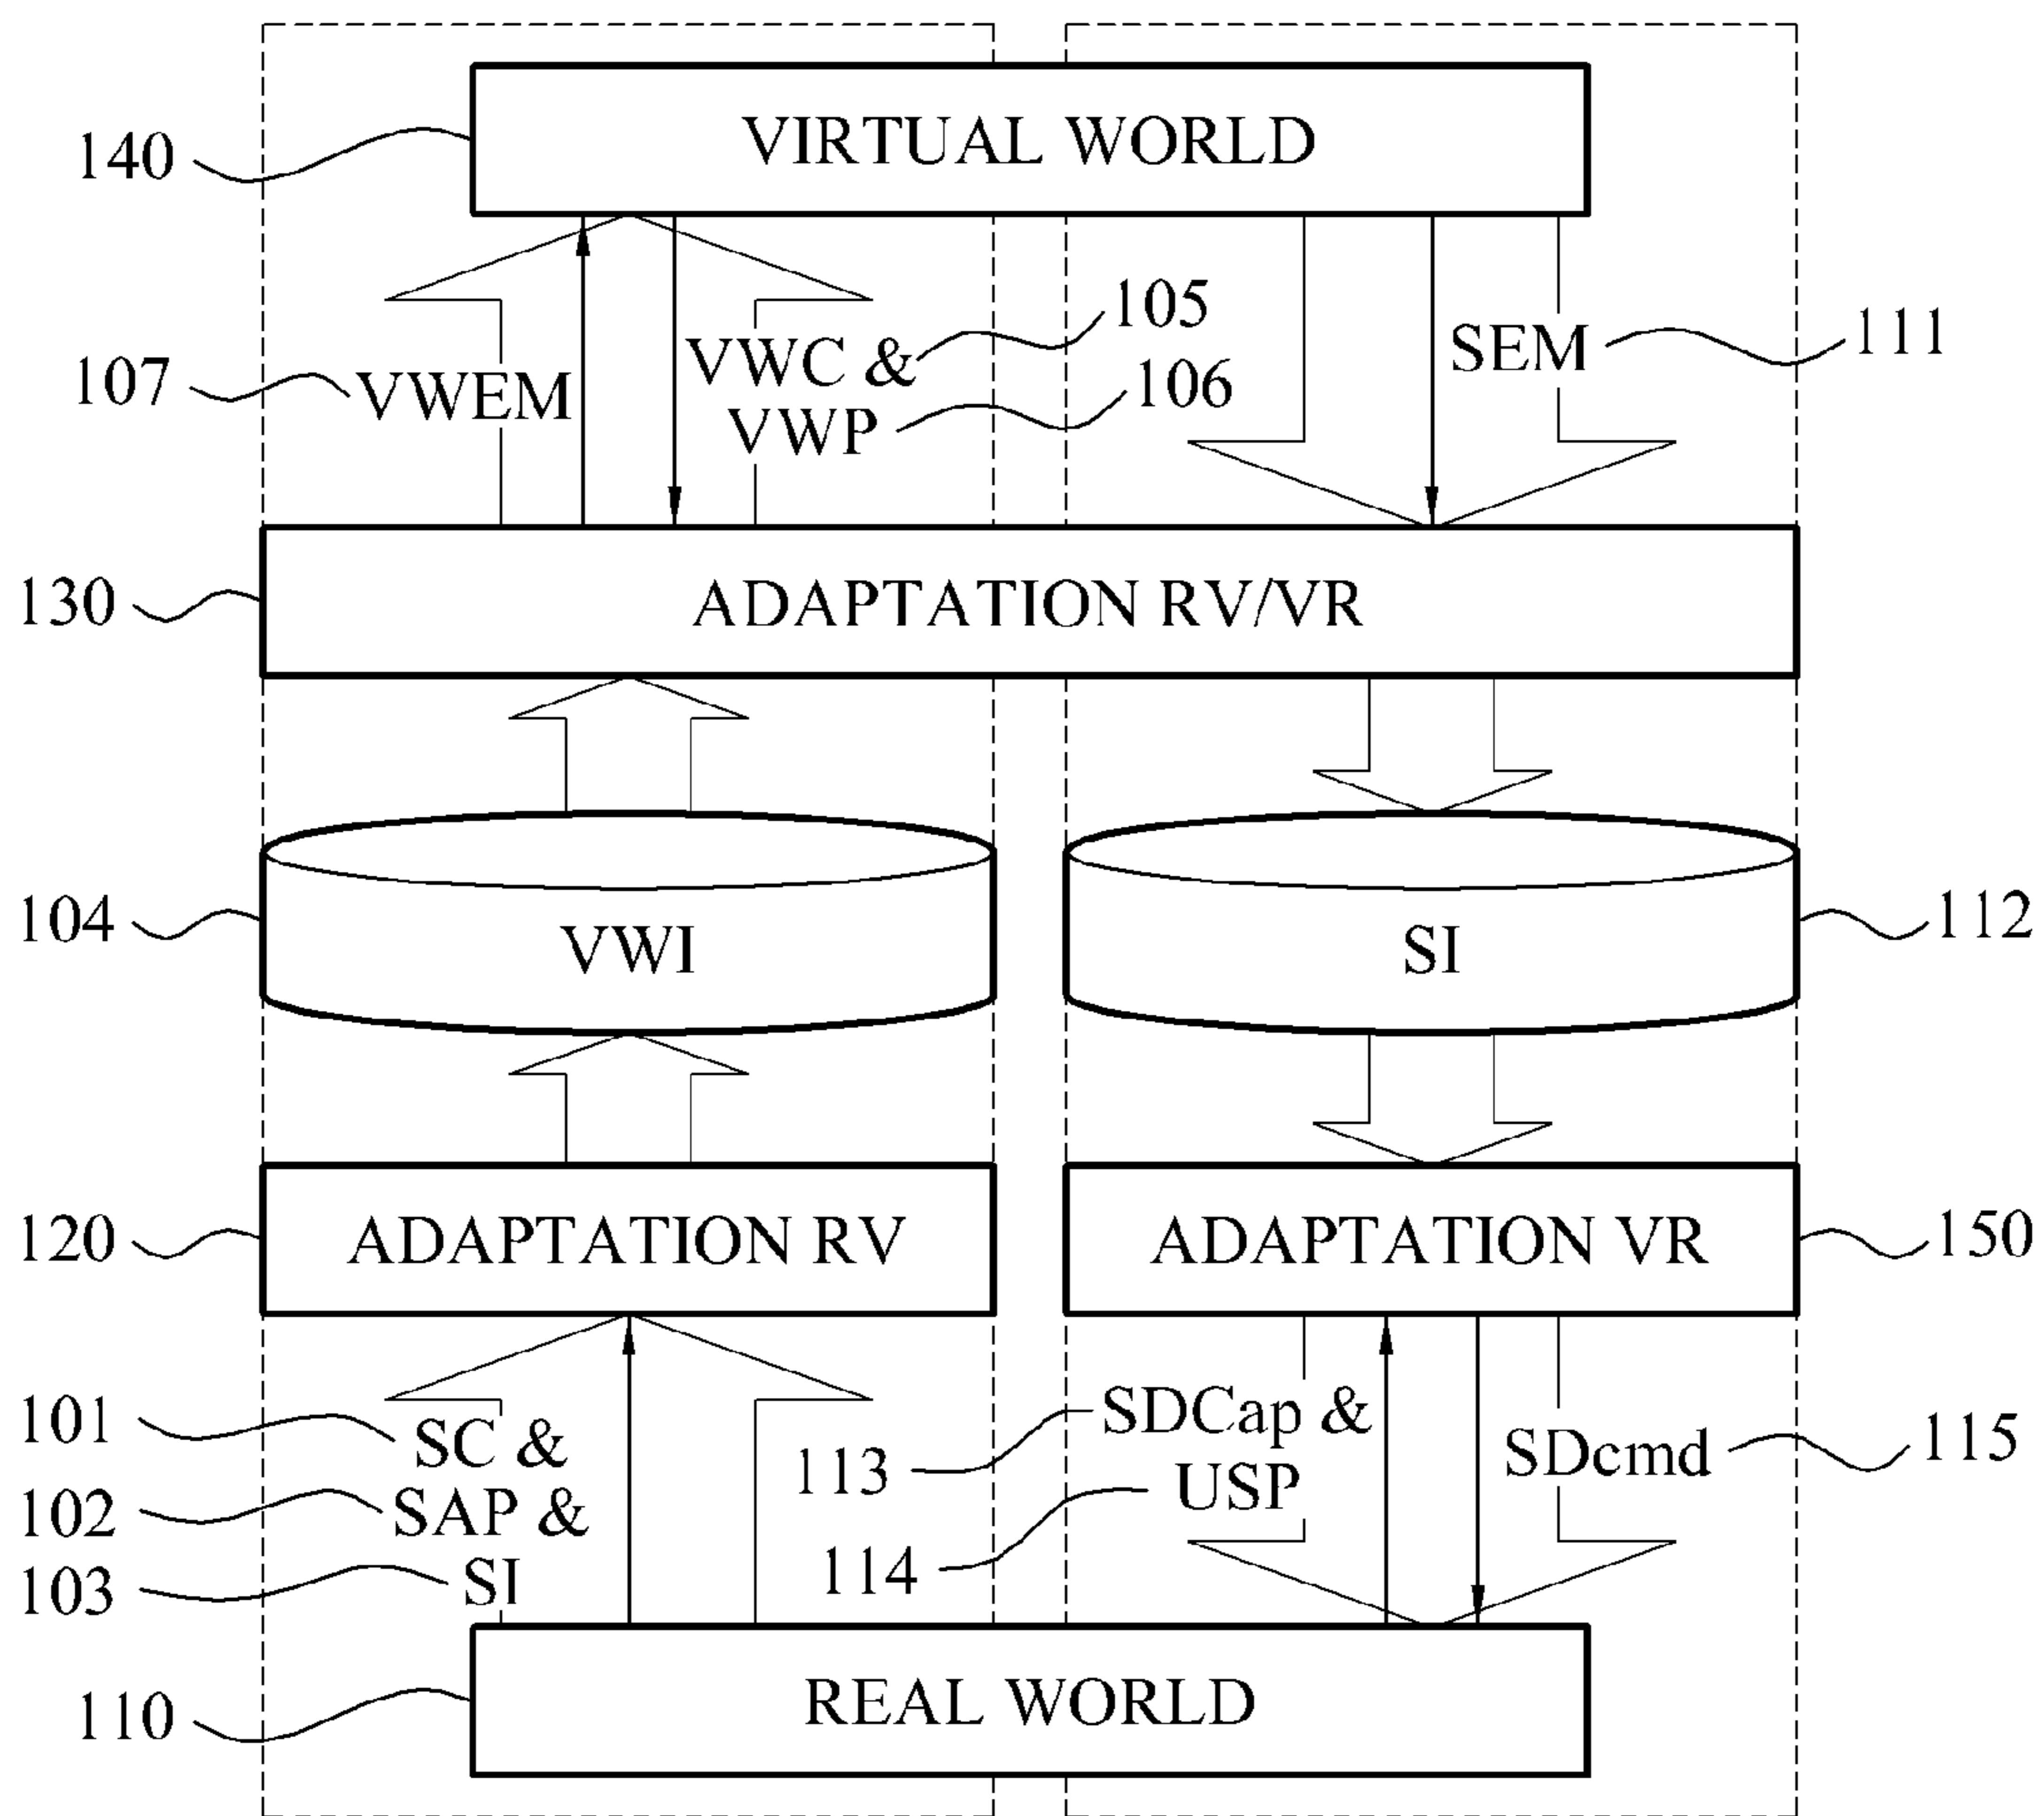 VIRTUAL WORLD
140
105
VWC &
111
SEM
107
VWEM
106
VWP
130
ADAPTATION RV/VR
104
VWI
SI
112
120
ADAPTATION RV
ADAPTATION VR
150
101
SC &
SDCap &
113
USP
SDcmd
115
102
SAP &
114
103
SI
110
REAL WORLD